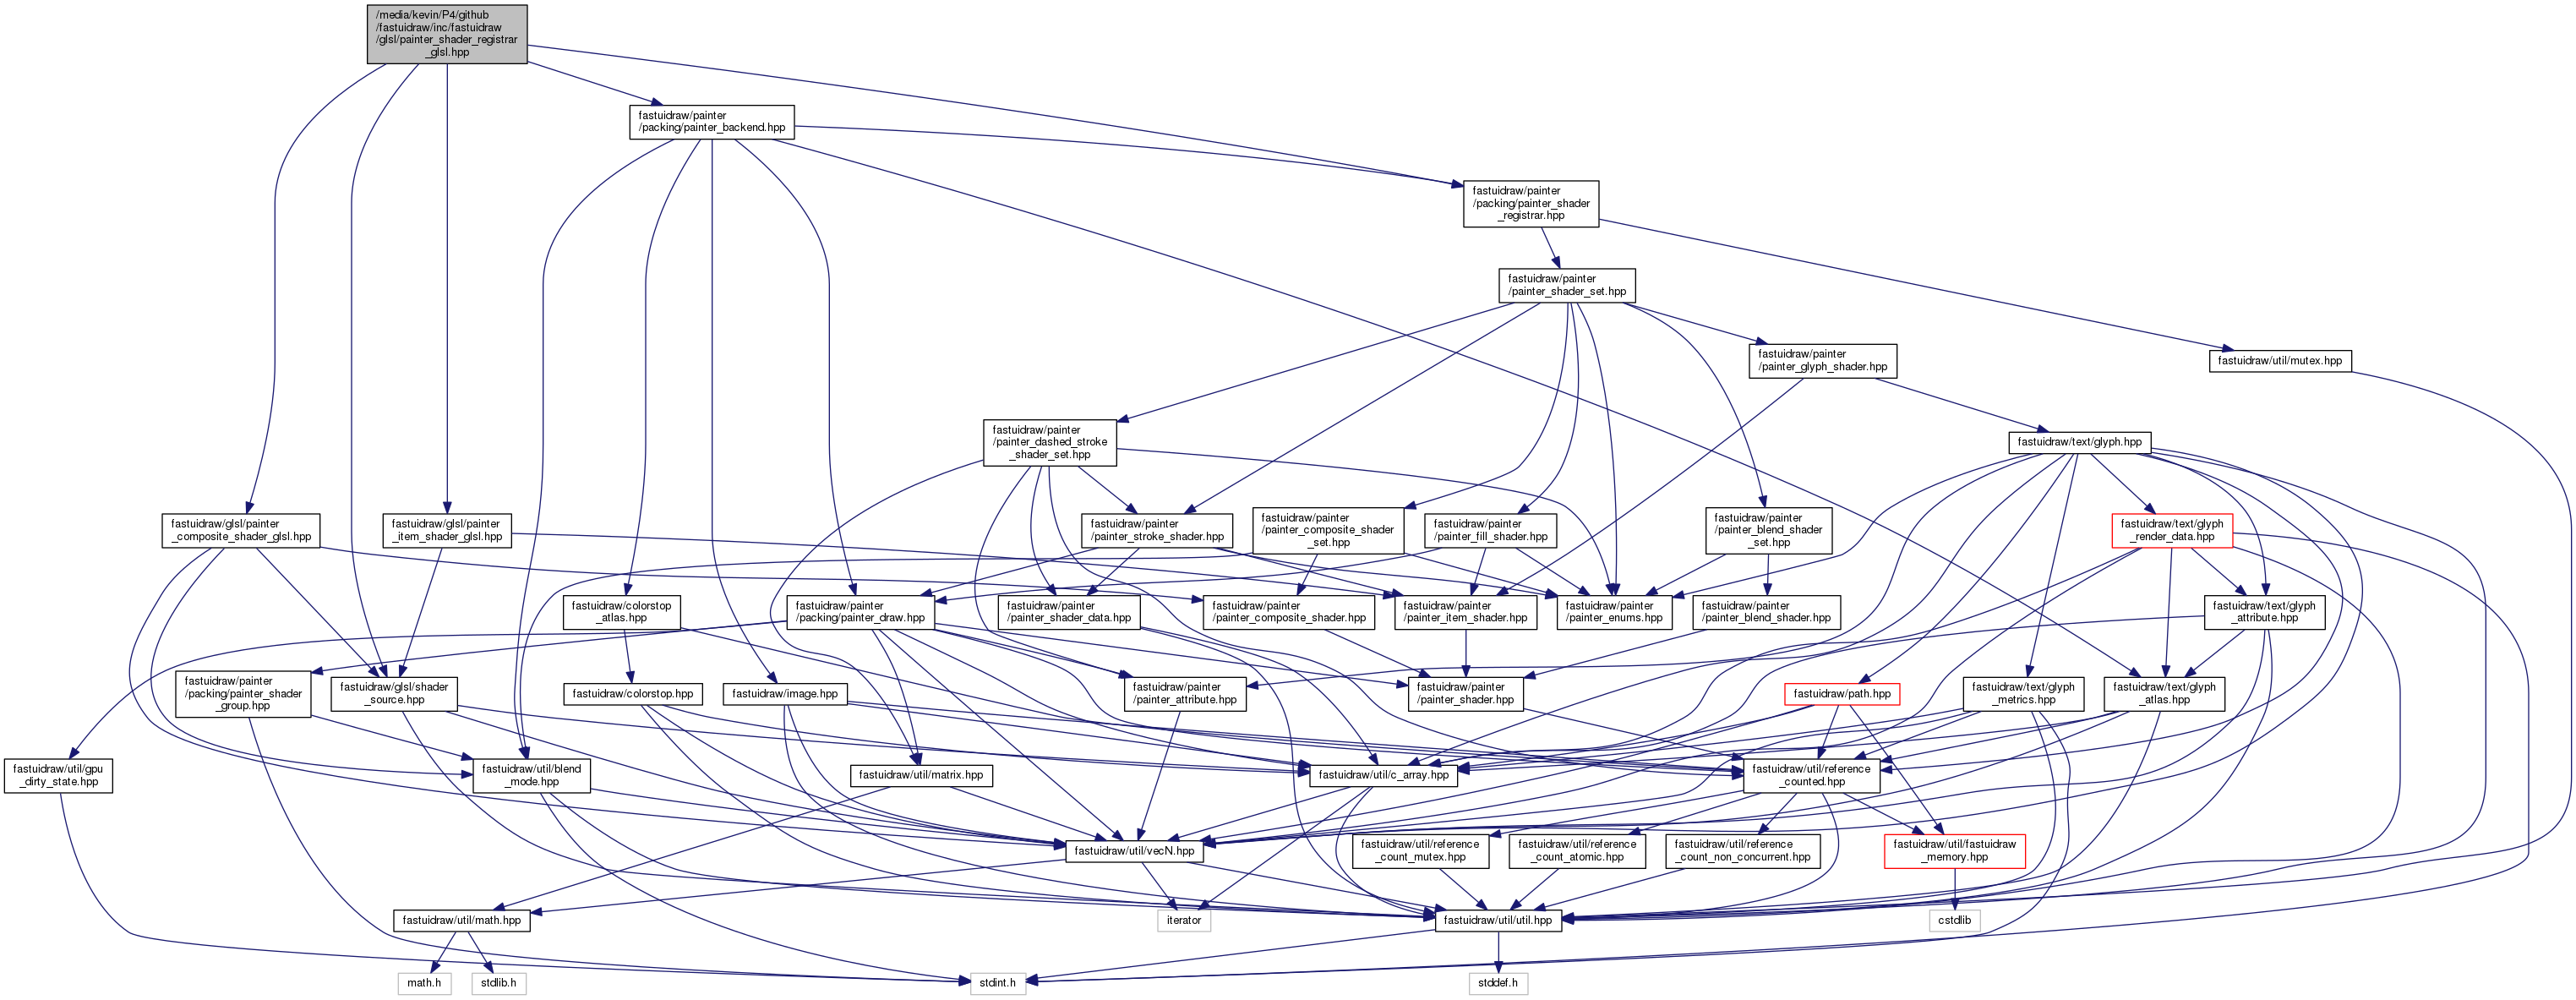 /media/kevin/P4/github
/fastuidraw/inc/fastuidraw
/glsl/painter_shader_registrar
_glsl.hpp
fastuidraw/painter
/packing/painter_backend.hpp
fastuidraw/painter
/packing/painter_shader
_registrar.hpp
fastuidraw/painter
/painter_shader_set.hpp
fastuidraw/painter
/painter_glyph_shader.hpp
fastuidraw/util/mutex.hpp
fastuidraw/painter
/painter_dashed_stroke
_shader_set.hpp
fastuidraw/text/glyph.hpp
fastuidraw/glsl/painter
_composite_shader_glsl.hpp
fastuidraw/glsl/painter
_item_shader_glsl.hpp
fastuidraw/painter
/painter_stroke_shader.hpp
fastuidraw/painter
/painter_composite_shader
_set.hpp
fastuidraw/painter
/painter_fill_shader.hpp
fastuidraw/painter
/painter_blend_shader
_set.hpp
fastuidraw/text/glyph
_render_data.hpp
fastuidraw/colorstop
_atlas.hpp
fastuidraw/painter
/packing/painter_draw.hpp
fastuidraw/painter
/painter_shader_data.hpp
fastuidraw/painter
/painter_composite_shader.hpp
fastuidraw/painter
/painter_item_shader.hpp
fastuidraw/painter
/painter_enums.hpp
fastuidraw/painter
/painter_blend_shader.hpp
fastuidraw/text/glyph
_attribute.hpp
fastuidraw/painter
/packing/painter_shader
_group.hpp
fastuidraw/glsl/shader
_source.hpp
fastuidraw/colorstop.hpp
fastuidraw/image.hpp
fastuidraw/painter
/painter_attribute.hpp
fastuidraw/painter
/painter_shader.hpp
fastuidraw/path.hpp
fastuidraw/text/glyph
_metrics.hpp
fastuidraw/text/glyph
_atlas.hpp
fastuidraw/util/gpu
_dirty_state.hpp
fastuidraw/util/blend
_mode.hpp
fastuidraw/util/matrix.hpp
fastuidraw/util/c_array.hpp
fastuidraw/util/reference
_counted.hpp
fastuidraw/util/vecN.hpp
fastuidraw/util/reference
_count_mutex.hpp
fastuidraw/util/reference
_count_atomic.hpp
fastuidraw/util/reference
_count_non_concurrent.hpp
fastuidraw/util/fastuidraw
_memory.hpp
fastuidraw/util/math.hpp
iterator
fastuidraw/util/util.hpp
cstdlib
math.h
stdlib.h
stdint.h
stddef.h